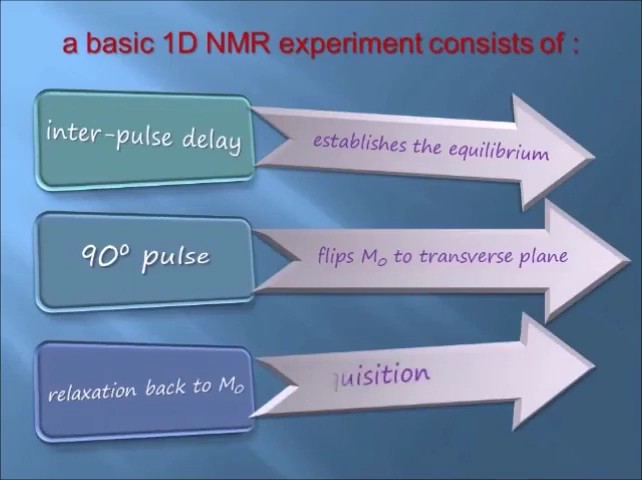 a basic 1D NMR experiment consists of :
inter-pulse delay
establishes the equilibrium
90° pulse
flips M₀ to transverse plane
relaxation back to M₀